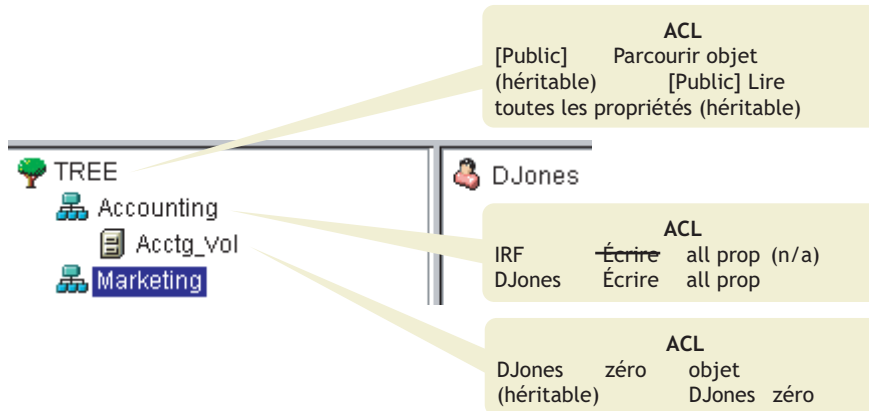 ACL
[Public] Parcourir objet
(héritable) [Public] Lire
toutes les propriétés (héritable)
TREE
Accounting
Acctg_Vol
Marketing
DJones
ACL
IRF Écrire all prop (n/a)
DJones Écrire all prop
ACL
DJones zéro objet
(héritable) DJones zéro